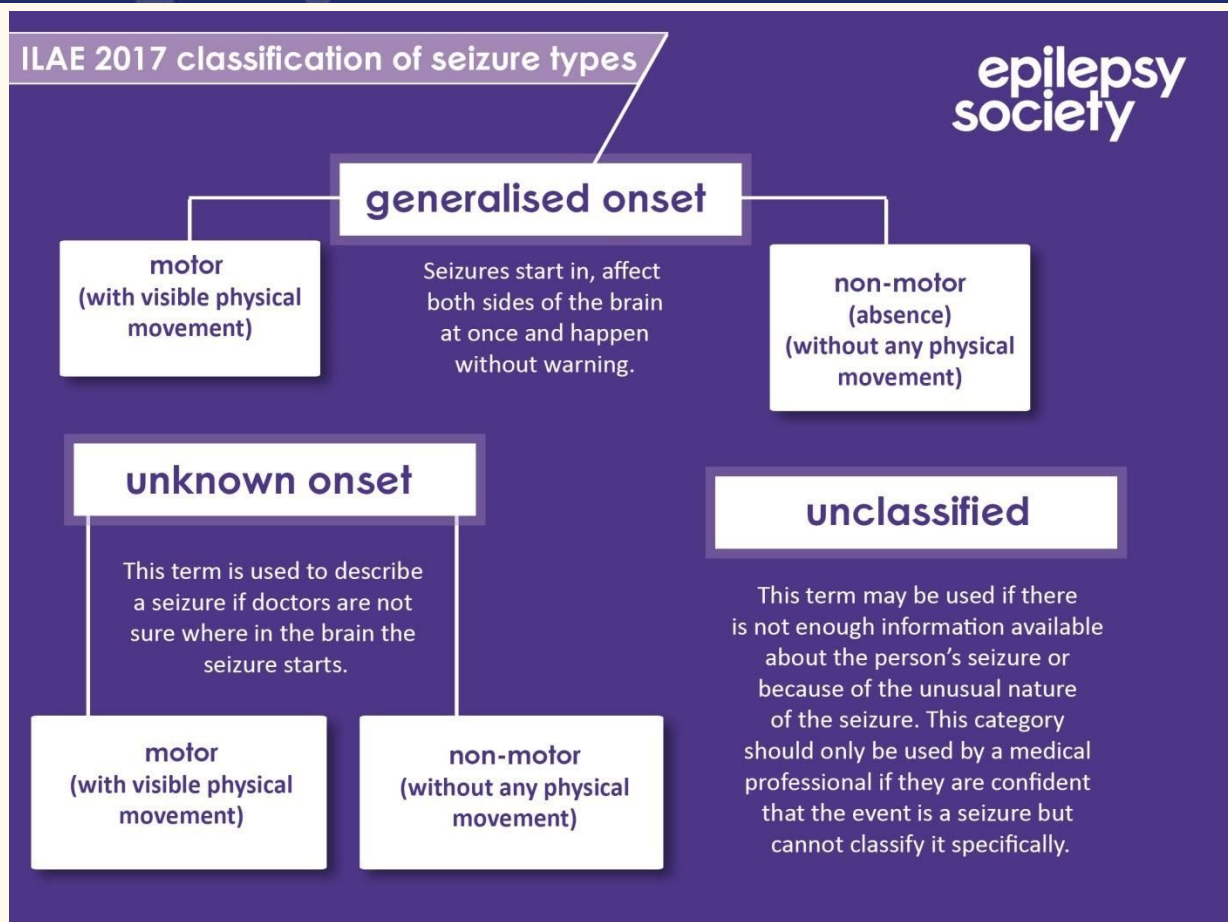 ILAE 2017 classification of seizure types
epilepsy
society
generalised onset
motor
(with visible physical
movement)
Seizures start in, affect
both sides of the brain
at once and happen
without warning.
non-motor
(absence)
(without any physical
movement)
unknown onset
This term is used to describe
a seizure if doctors are not
sure where in the brain the
seizure starts.
motor
(with visible physical
movement)
non-motor
(without any physical
movement)
unclassified
This term may be used if there
is not enough information available
about the person’s seizure or
because of the unusual nature
of the seizure. This category
should only be used by a medical
professional if they are confident
that the event is a seizure but
cannot classify it specifically.